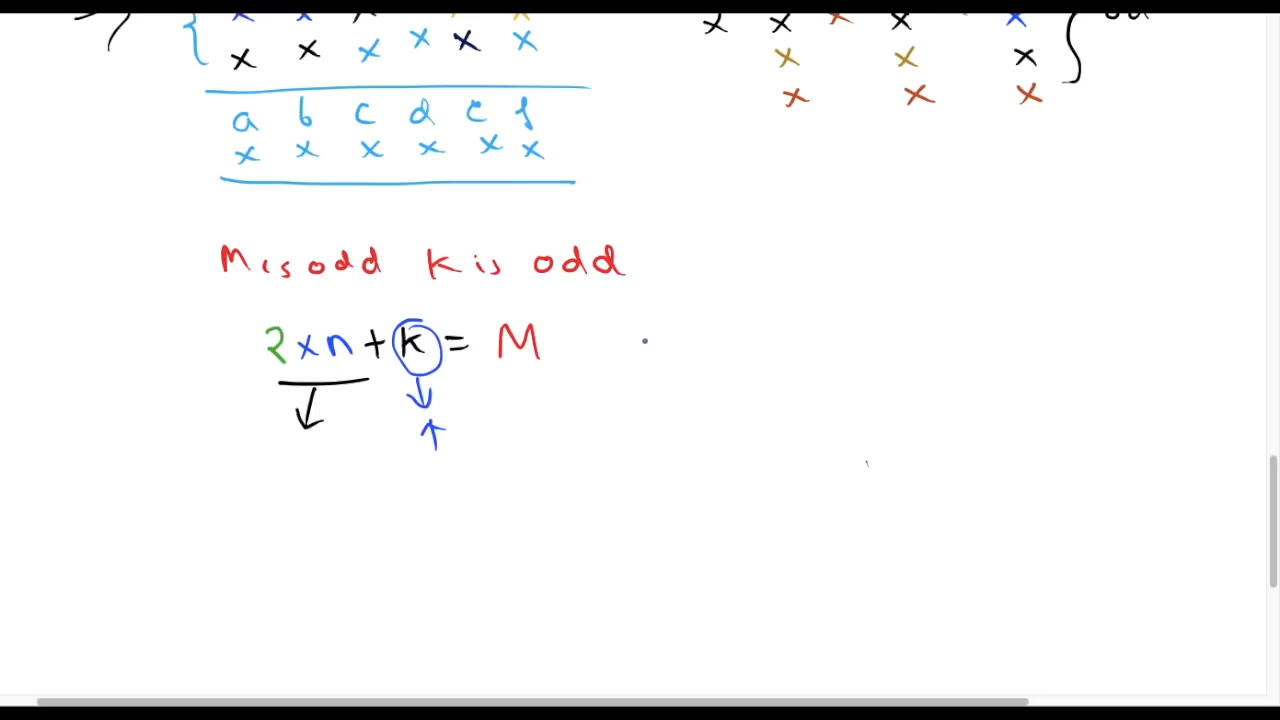 x x x x x x
x x x x x
x x x x x x
x x x
a b c d e f
x x x
x x x x x x
M is odd k is odd
2 x n + k = M